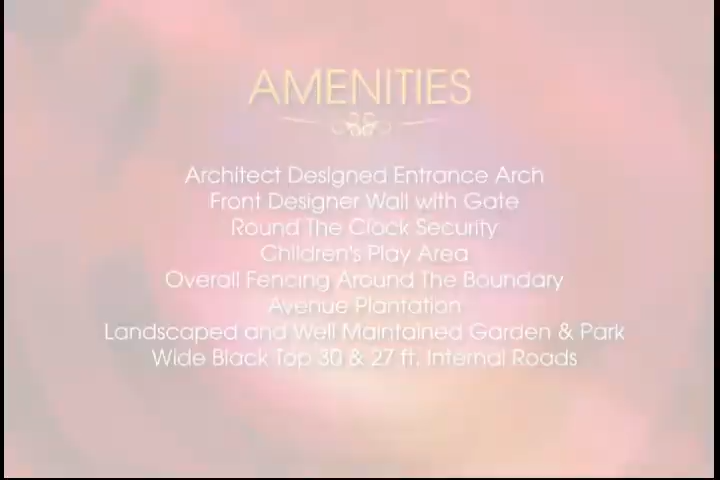 AMENITIES
Architect Designed Entrance Arch
Front Designer Wall with Gate
Round The Clock Security
Children's Play Area
Overall Fencing Around The Boundary
Avenue Plantation
Landscaped and Well Maintained Garden & Park
Wide Black Top 30 & 27 ft. Internal Roads